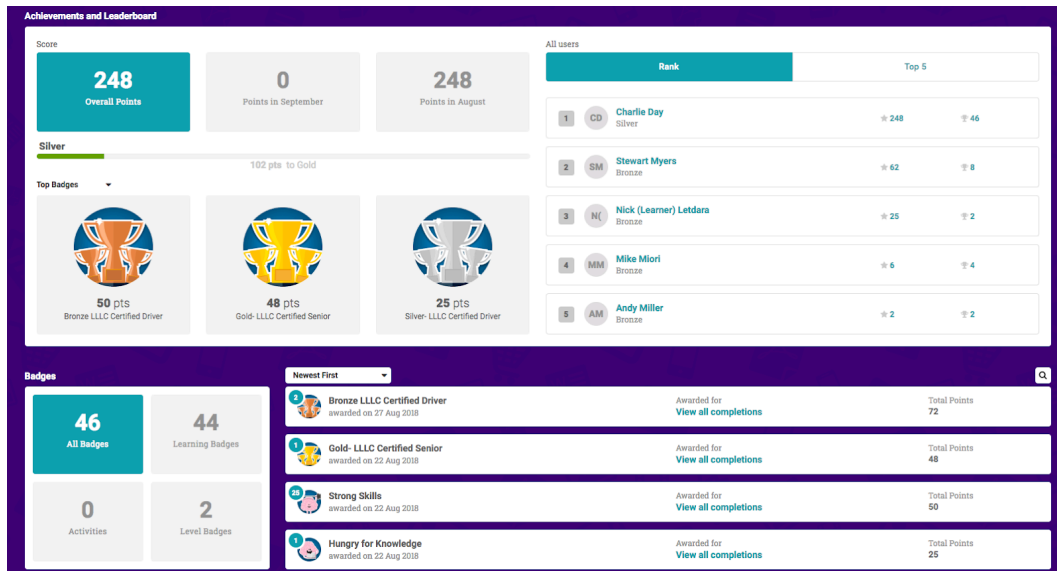 Achievements and Leaderboard
Score
248
Overall Points
0
Points in September
248
Points in August
Silver
102 pts to Gold
Top Badges
50 pts
Bronze LLLC Certified Driver
48 pts
Gold- LLLC Certified Senior
25 pts
Silver- LLLC Certified Driver
All users
Rank
Top 5
1 CD Charlie Day 248 46
Silver
2 SM Stewart Myers 62 8
Bronze
3 N( Nick (Learner) Letdara 25 2
Bronze
4 MM Mike Miori 6 4
Bronze
5 AM Andy Miller 2 2
Bronze
Badges
46
All Badges
44
Learning Badges
0
Activities
2
Level Badges
Newest First
2 Bronze LLLC Certified Driver Awarded for Total Points
awarded on 27 Aug 2018 View all completions 72
1 Gold- LLLC Certified Senior Awarded for Total Points
awarded on 22 Aug 2018 View all completions 48
25 Strong Skills Awarded for Total Points
awarded on 22 Aug 2018 View all completions 50
1 Hungry for Knowledge Awarded for Total Points
awarded on 22 Aug 2018 View all completions 25